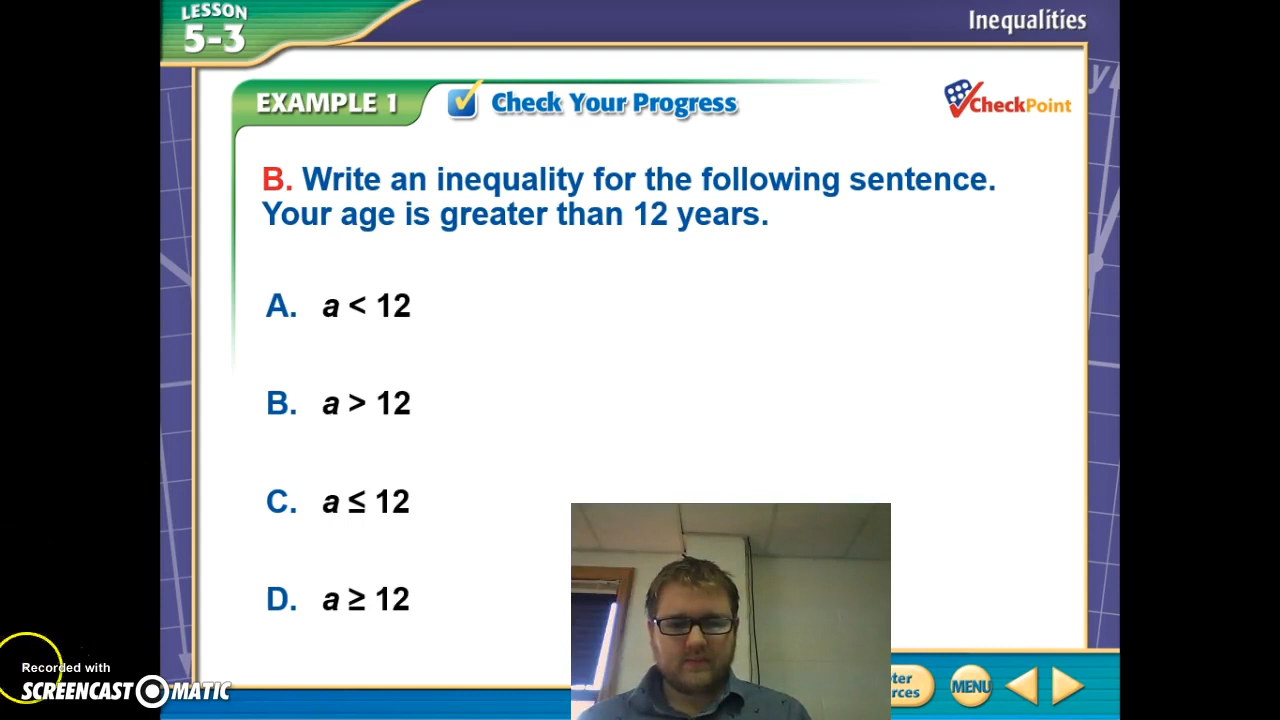 LESSON
5-3
Inequalities
EXAMPLE 1
Check Your Progress
CheckPoint
y
B. Write an inequality for the following sentence.
Your age is greater than 12 years.
A. a < 12
B. a > 12
C. a ≤ 12
D. a ≥ 12
Recorded with
SCREENCAST MATIC
MENU